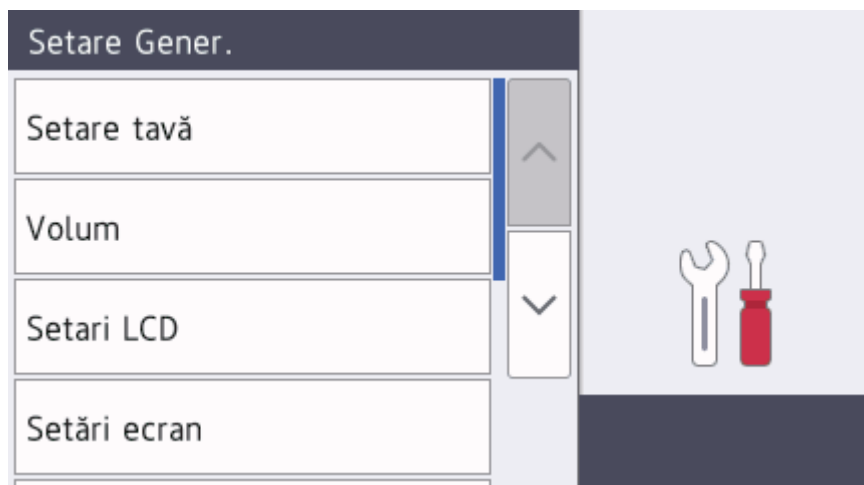 Setare Gener.
Setare tavă
Volum
Setari LCD
Setări ecran